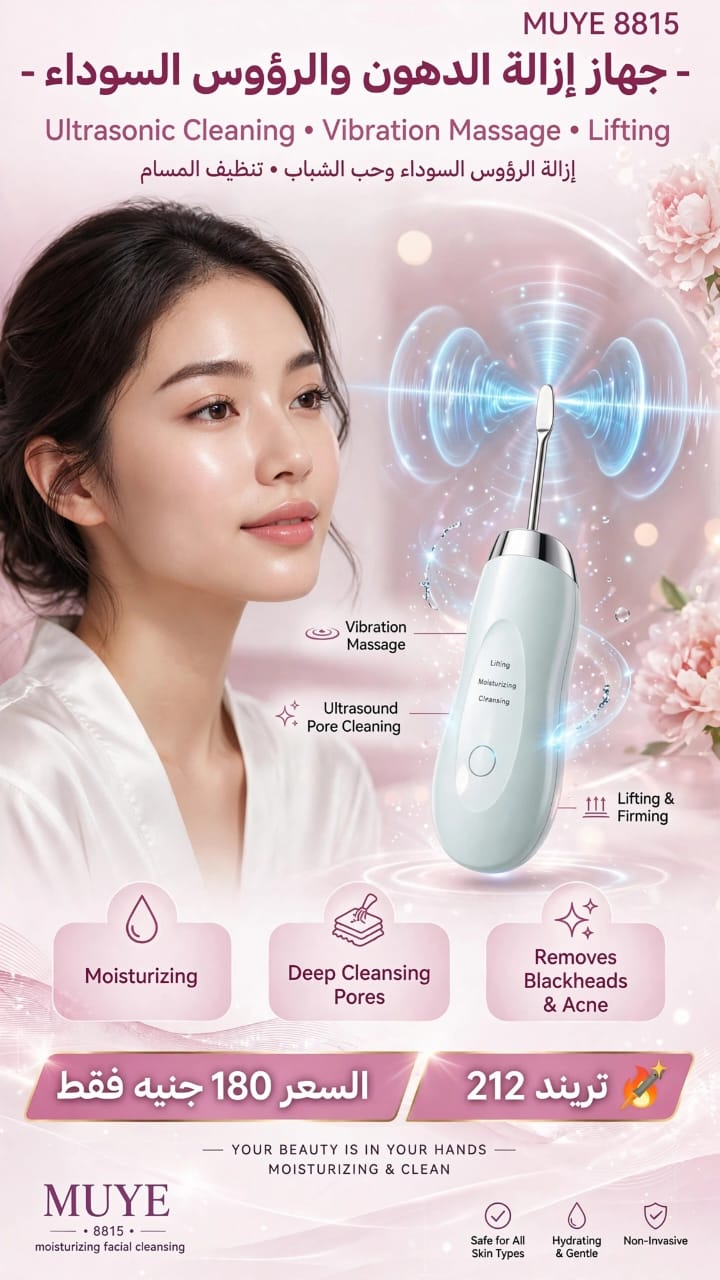 MUYE 8815
- جهاز إزالة الدهون والرؤوس السوداء -
Ultrasonic Cleaning • Vibration Massage • Lifting
إزالة الرؤوس السوداء وحب الشباب • تنظيف المسام
Vibration
Massage
Ultrasound
Pore Cleaning
Lifting
Moisturizing
Cleansing
Lifting &
Firming
Moisturizing
Deep Cleansing
Pores
Removes
Blackheads
& Acne
تريند 212
السعر 180 جنيه فقط
YOUR BEAUTY IS IN YOUR HANDS
MOISTURIZING & CLEAN
MUYE
• 8815 •
moisturizing facial cleansing
Safe for All
Skin Types
Hydrating
& Gentle
Non-Invasive